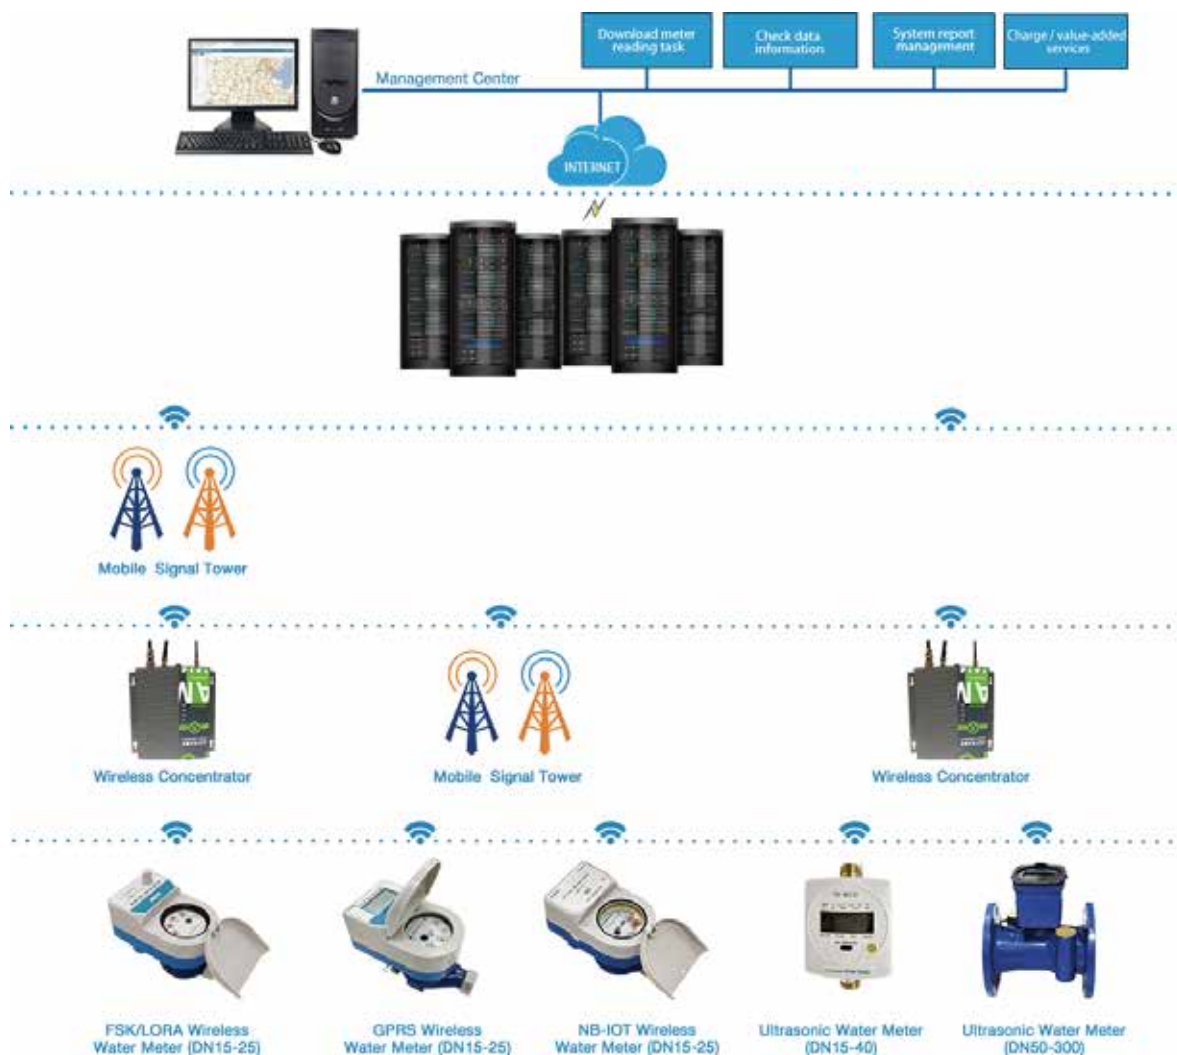 Download meter
reading task
Check data
information
System report
management
Charge / value-added
services
Management Center
INTERNET
Mobile Signal Tower
Wireless Concentrator
Mobile Signal Tower
Wireless Concentrator
FSK/LORA Wireless
Water Meter (DN15-25)
GPRS Wireless
Water Meter (DN15-25)
NB-IOT Wireless
Water Meter (DN15-25)
Ultrasonic Water Meter
(DN15-40)
Ultrasonic Water Meter
(DN50-300)